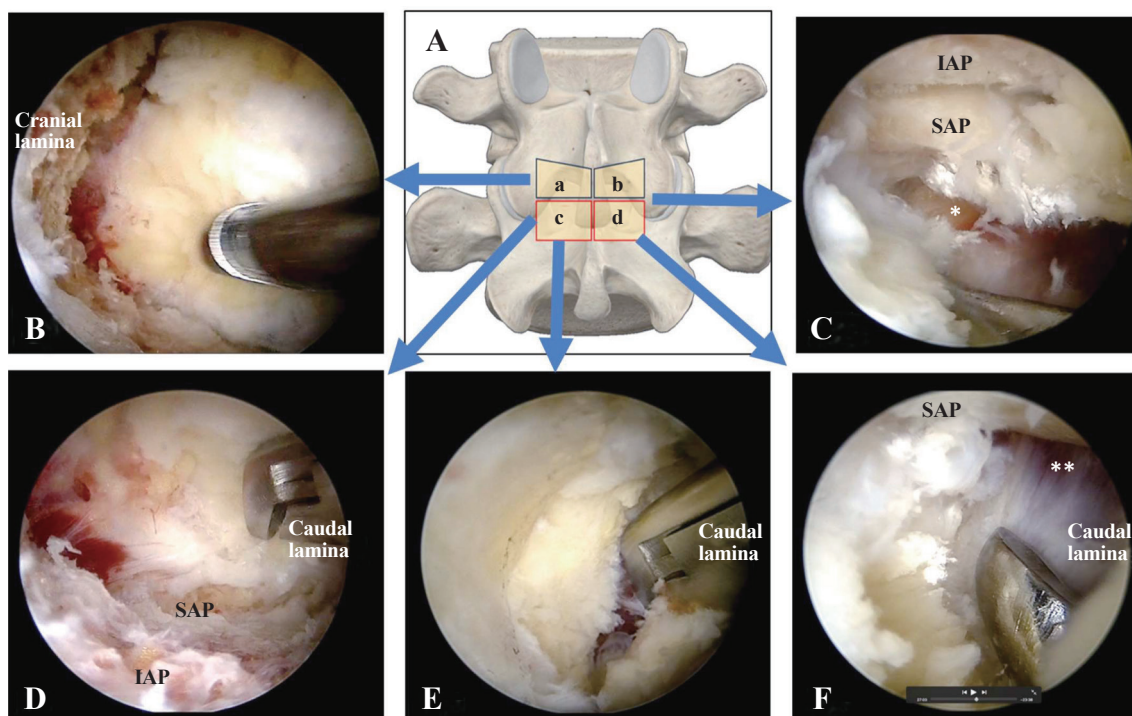 Cranial
lamina
B
A
a
b
c
d
IAP
SAP
*
C
Caudal
lamina
SAP
IAP
D
Caudal
lamina
E
SAP
**
Caudal
lamina
F